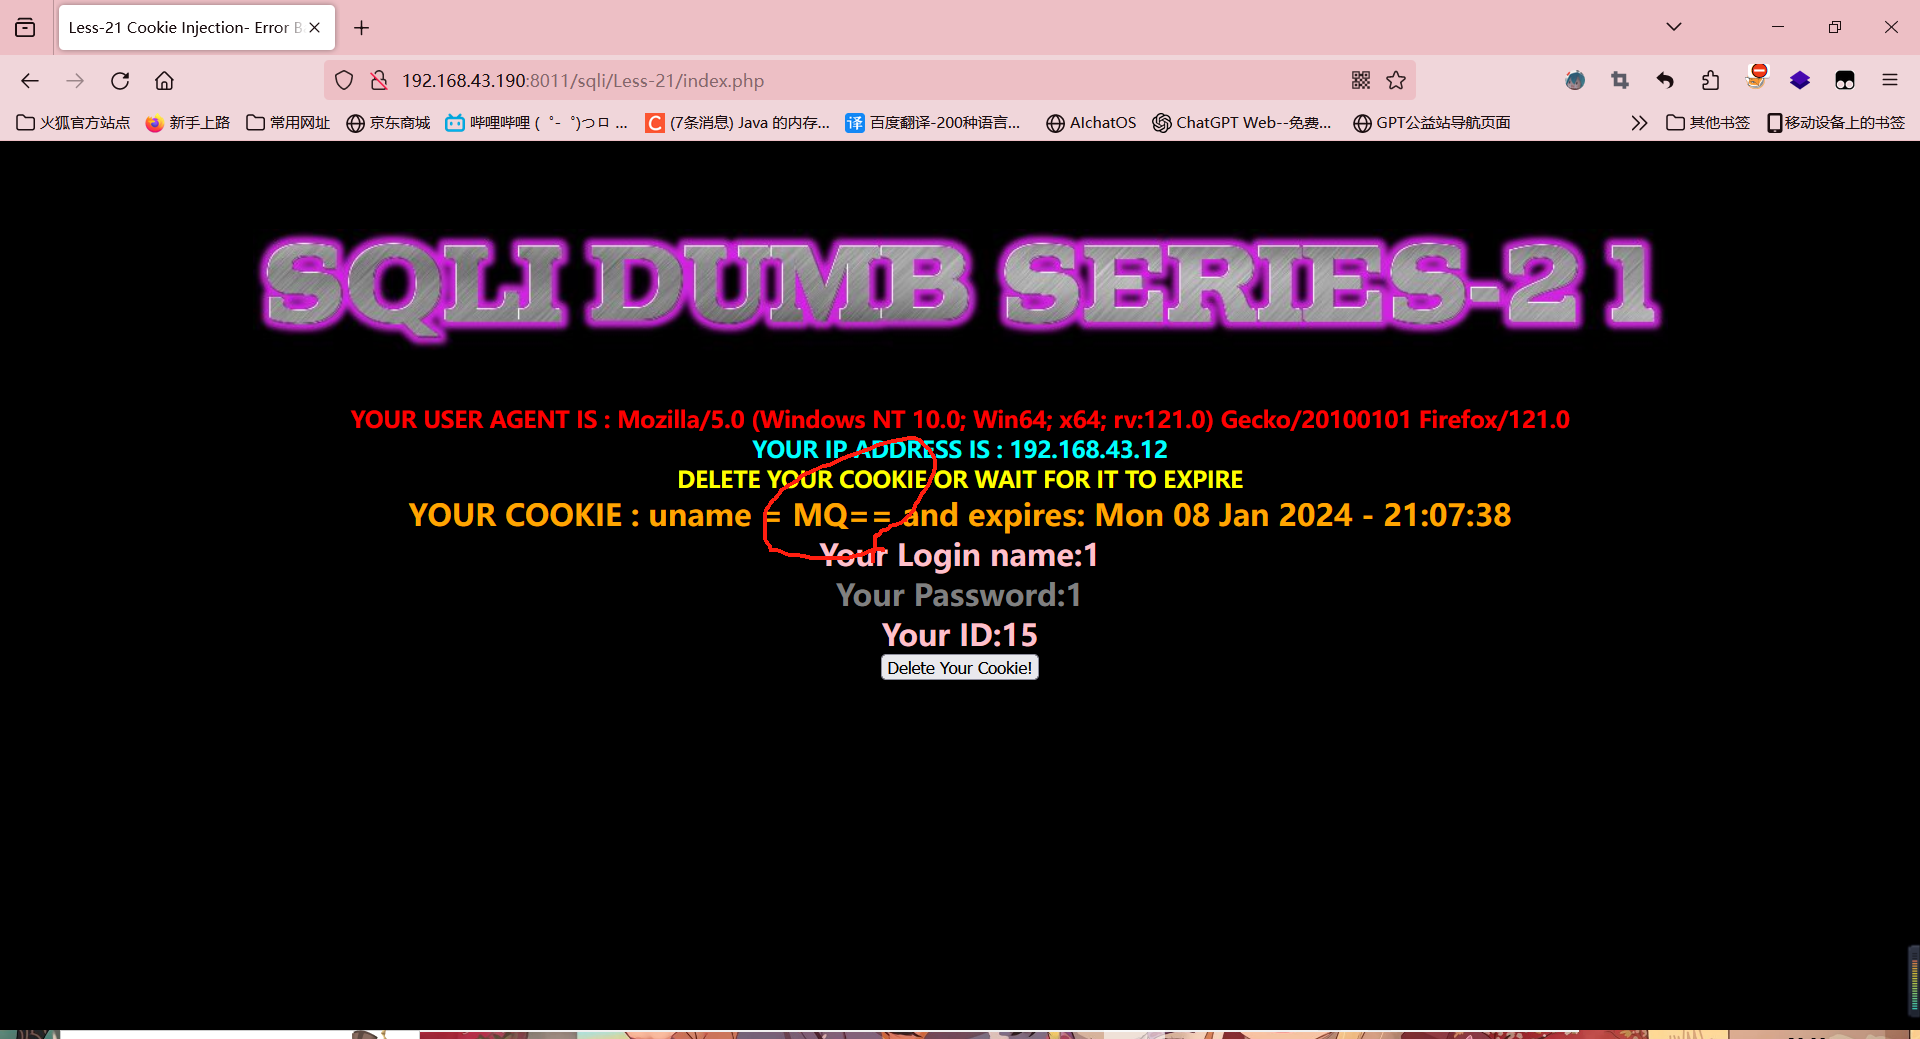 Less-21 Cookie Injection- Error B
192.168.43.190:8011/sqli/Less-21/index.php
火狐官方站点 新手上路 常用网址 京东商城 哔哩哔哩 ( ゜- ゜)つロ ... (7条消息) Java 的内存... 百度翻译-200种语言... AIchatOS ChatGPT Web--免费... GPT公益站导航页面 其他书签 移动设备上的书签
SQLI DUMB SERIES-21
YOUR USER AGENT IS : Mozilla/5.0 (Windows NT 10.0; Win64; x64; rv:121.0) Gecko/20100101 Firefox/121.0
YOUR IP ADDRESS IS : 192.168.43.12
DELETE YOUR COOKIE OR WAIT FOR IT TO EXPIRE
YOUR COOKIE : uname = MQ== and expires: Mon 08 Jan 2024 - 21:07:38
Your Login name:1
Your Password:1
Your ID:15
Delete Your Cookie!